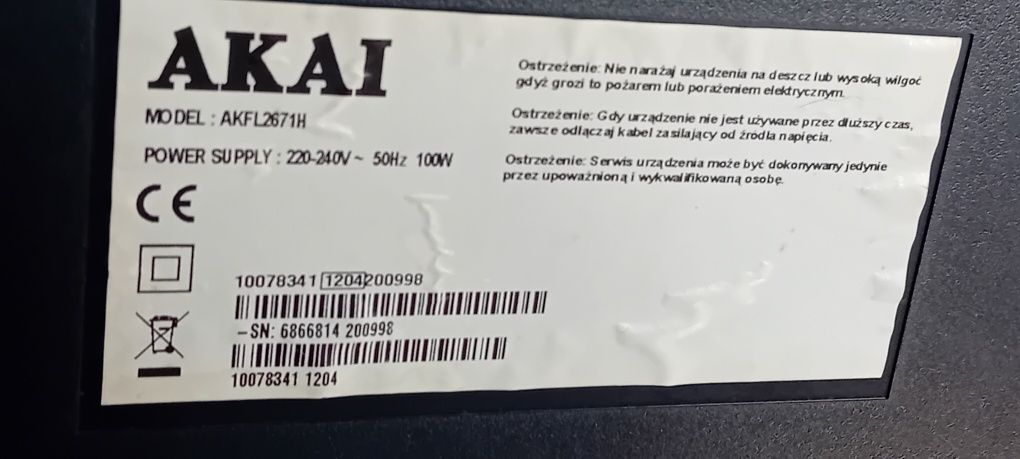 AKAI
MODEL : AKFL2671H
POWER SUPPLY : 220-240V ~ 50Hz 100W
CE
Ostrzeżenie: Nie narażaj urządzenia na deszcz lub wysoką wilgoć
gdyż grozi to pożarem lub porażeniem elektrycznym.
Ostrzeżenie: Gdy urządzenie nie jest używane przez dłuższy czas,
zawsze odłączaj kabel zasilający od źródła napięcia.
Ostrzeżenie: Serwis urządzenia może być dokonywany jedynie
przez upoważnioną i wykwalifikowaną osobę.
10078341 1204 200998
-SN: 6866814 200998
10078341 1204